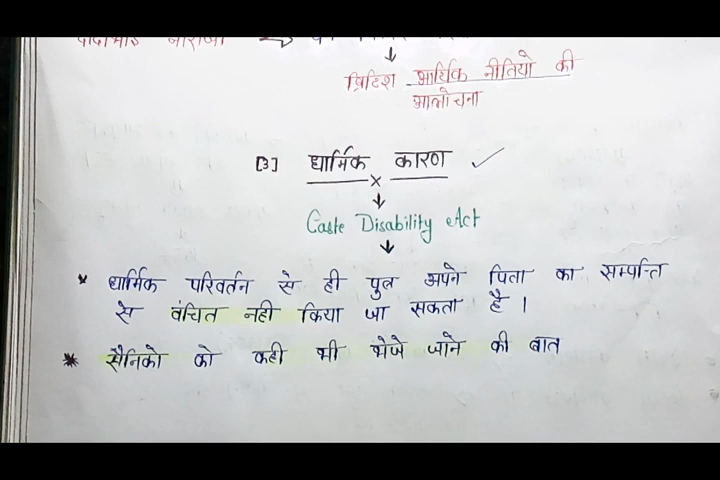 दादाभाई नौरोजी →
ब्रिटिश आर्थिक नीतियो की
आलोचना
[3] धार्मिक कारण ✓
Caste Disability Act
* धार्मिक परिवर्तन से ही पुत्र अपने पिता का सम्पत्ति
से वंचित नही किया जा सकता है ।
* सैनिको को कही भी भेजे जाने की बात